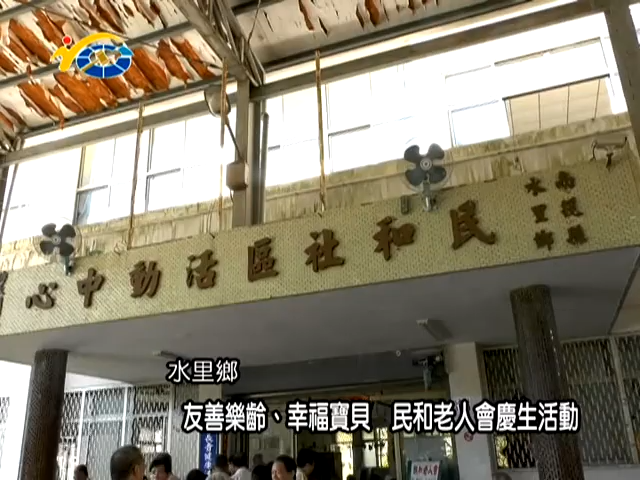 南投縣
水里鄉
民和社區活動中心
水里鄉
友善樂齡、幸福寶貝 民和老人會慶生活動